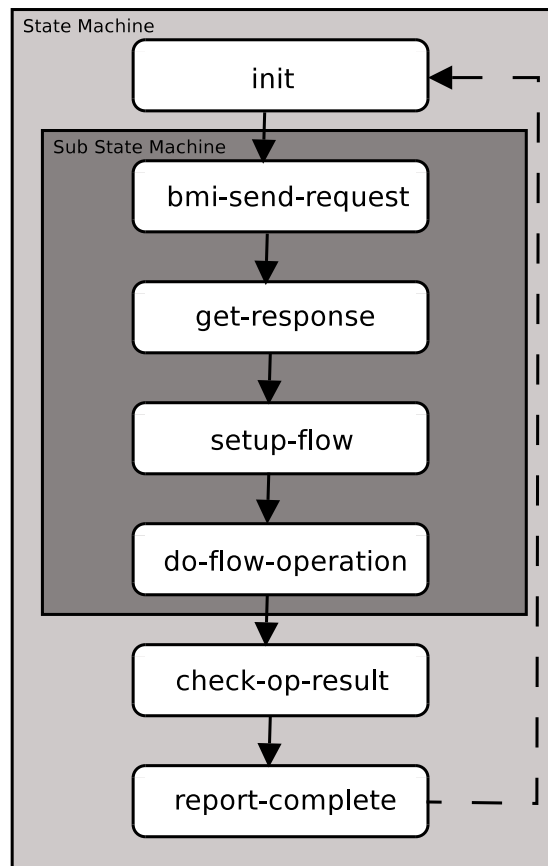 State Machine
init
Sub State Machine
bmi-send-request
get-response
setup-flow
do-flow-operation
check-op-result
report-complete